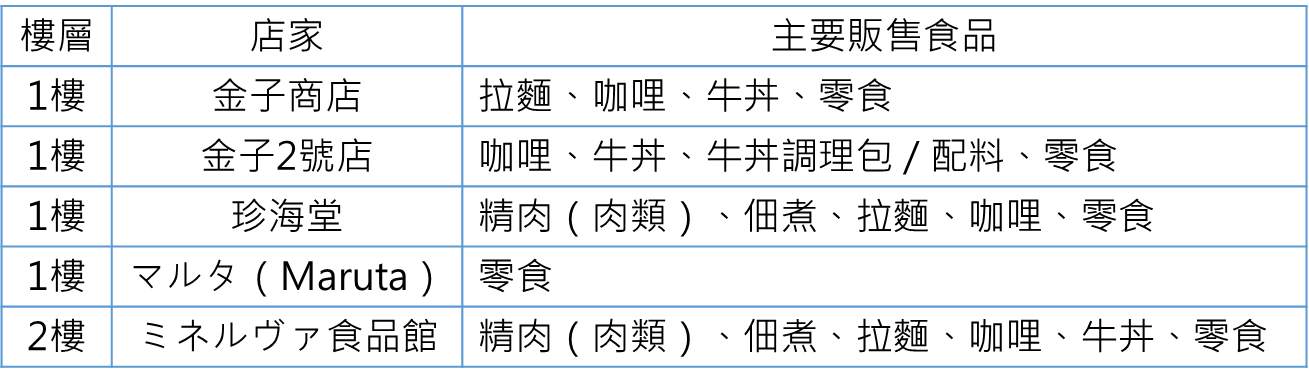 樓層 店家 主要販售食品
1樓 金子商店 拉麵、咖哩、牛丼、零食
1樓 金子2號店 咖哩、牛丼、牛丼調理包 / 配料、零食
1樓 珍海堂 精肉（肉類）、佃煮、拉麵、咖哩、零食
1樓 マルタ（Maruta） 零食
2樓 ミネルヴァ食品館 精肉（肉類）、佃煮、拉麵、咖哩、牛丼、零食